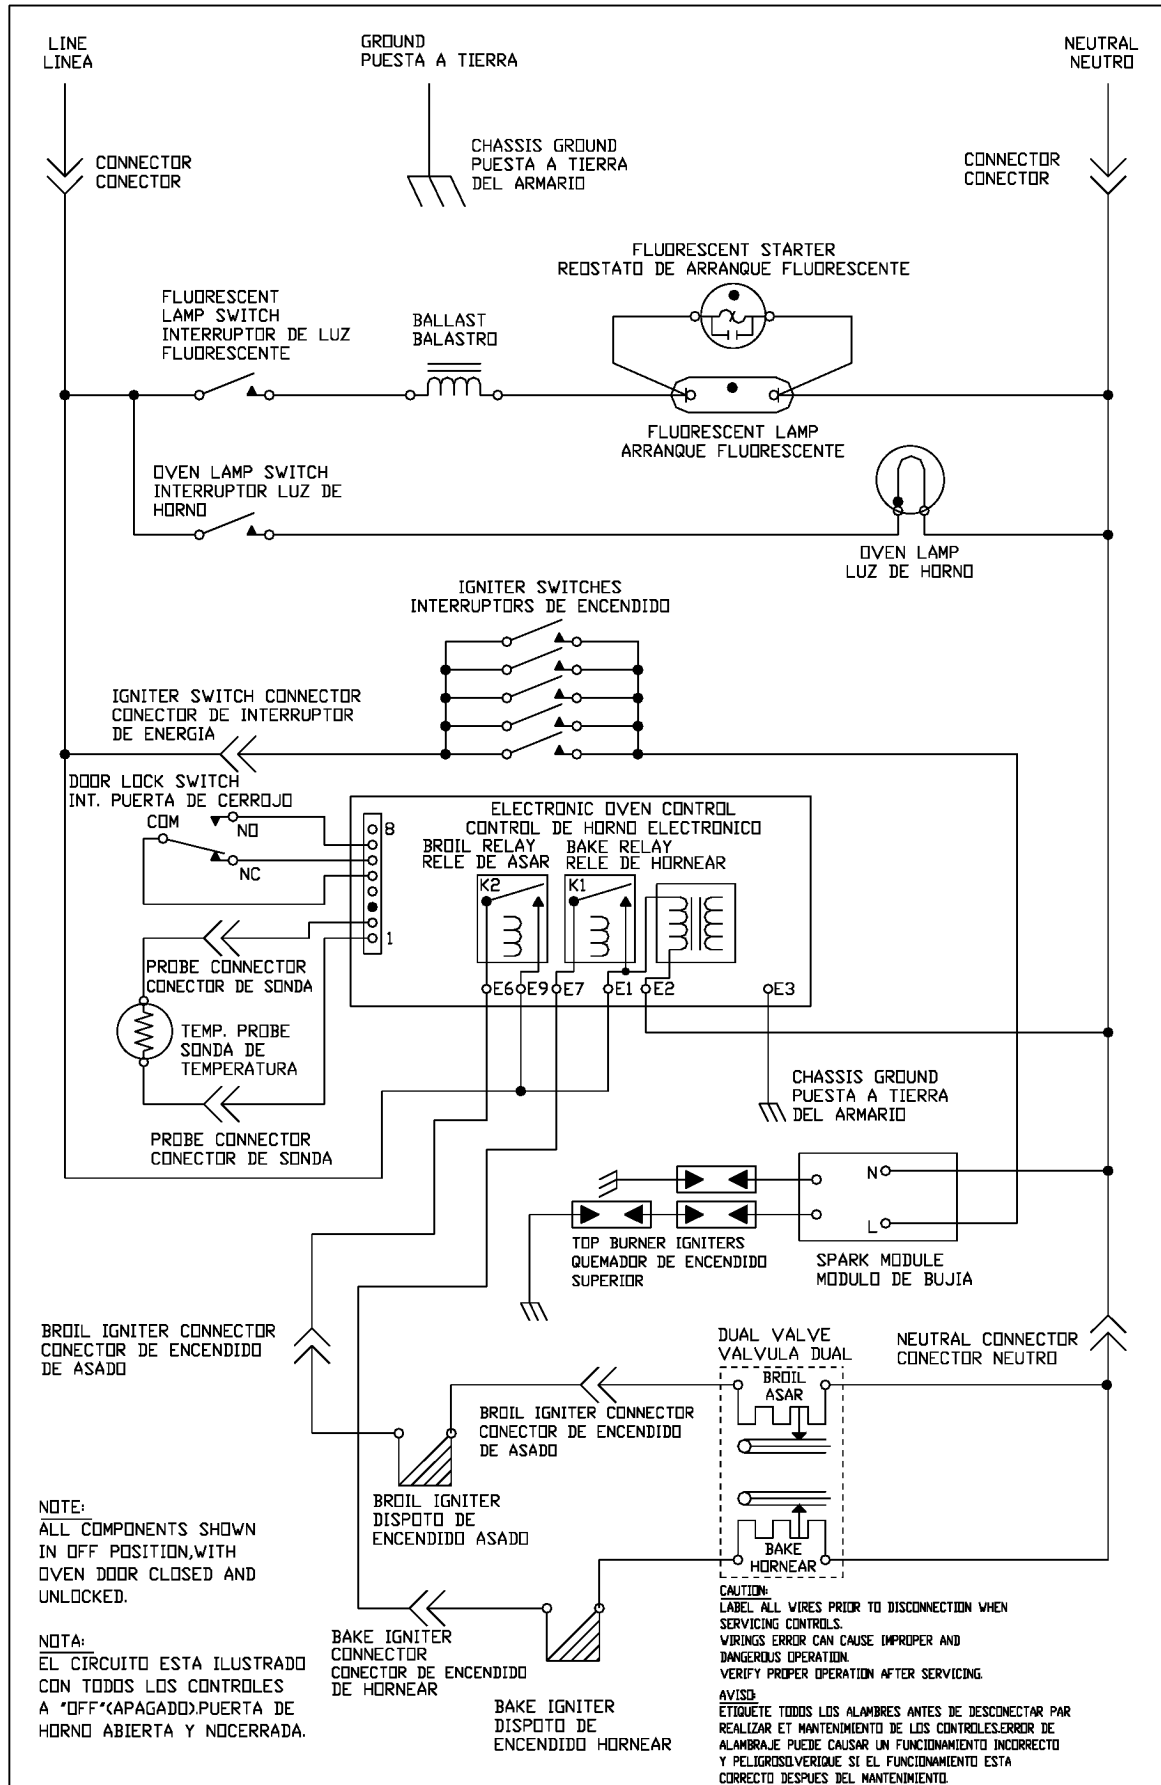 LINE
LINEA
GROUND
PUESTA A TIERRA
NEUTRAL
NEUTRO
CONNECTOR
CONECTOR
CHASSIS GROUND
PUESTA A TIERRA
DEL ARMARIO
CONNECTOR
CONECTOR
FLUORESCENT STARTER
REOSTATO DE ARRANQUE FLUORESCENTE
FLUORESCENT
LAMP SWITCH
INTERRUPTOR DE LUZ
FLUORESCENTE
BALLAST
BALASTRO
FLUORESCENT LAMP
ARRANQUE FLUORESCENTE
OVEN LAMP SWITCH
INTERRUPTOR LUZ DE
HORNO
OVEN LAMP
LUZ DE HORNO
IGNITER SWITCHES
INTERRUPTORS DE ENCENDIDO
IGNITER SWITCH CONNECTOR
CONECTOR DE INTERRUPTOR
DE ENERGIA
DOOR LOCK SWITCH
INT. PUERTA DE CERROJO
COM
NO
NC
8
1
ELECTRONIC OVEN CONTROL
CONTROL DE HORNO ELECTRONICO
BROIL RELAY
RELE DE ASAR
BAKE RELAY
RELE DE HORNEAR
K2
K1
E6
E9
E7
E1
E2
E3
PROBE CONNECTOR
CONECTOR DE SONDA
TEMP. PROBE
SONDA DE
TEMPERATURA
PROBE CONNECTOR
CONECTOR DE SONDA
CHASSIS GROUND
PUESTA A TIERRA
DEL ARMARIO
N
L
TOP BURNER IGNITERS
QUEMADOR DE ENCENDIDO
SUPERIOR
SPARK MODULE
MODULO DE BUJIA
BROIL IGNITER CONNECTOR
CONECTOR DE ENCENDIDO
DE ASADO
DUAL VALVE
VALVULA DUAL
NEUTRAL CONNECTOR
CONECTOR NEUTRO
BROIL
ASAR
BROIL IGNITER CONNECTOR
CONECTOR DE ENCENDIDO
DE ASADO
BROIL IGNITER
DISPOTO DE
ENCENDIDO ASADO
BAKE
HORNEAR
NOTE:
ALL COMPONENTS SHOWN
IN OFF POSITION,WITH
OVEN DOOR CLOSED AND
UNLOCKED.
NOTA:
EL CIRCUITO ESTA ILUSTRADO
CON TODOS LOS CONTROLES
A "OFF"(APAGADO).PUERTA DE
HORNO ABIERTA Y NOCERRADA.
BAKE IGNITER
CONNECTOR
CONECTOR DE ENCENDIDO
DE HORNEAR
BAKE IGNITER
DISPOTO DE
ENCENDIDO HORNEAR
CAUTION:
LABEL ALL WIRES PRIOR TO DISCONNECTION WHEN
SERVICING CONTROLS.
WIRINGS ERROR CAN CAUSE IMPROPER AND
DANGEROUS OPERATION.
VERIFY PROPER OPERATION AFTER SERVICING.
AVISO:
ETIQUETE TODOS LOS ALAMBRES ANTES DE DESCONECTAR PAR
REALIZAR ET MANTENIMIENTO DE LOS CONTROLES.ERROR DE
ALAMBRAJE PUEDE CAUSAR UN FUNCIONAMIENTO INCORRECTO
Y PELIGROSO.VERIQUE SI EL FUNCIONAMIENTO ESTA
CORRECTO DESPUES DEL MANTENIMIENTO.